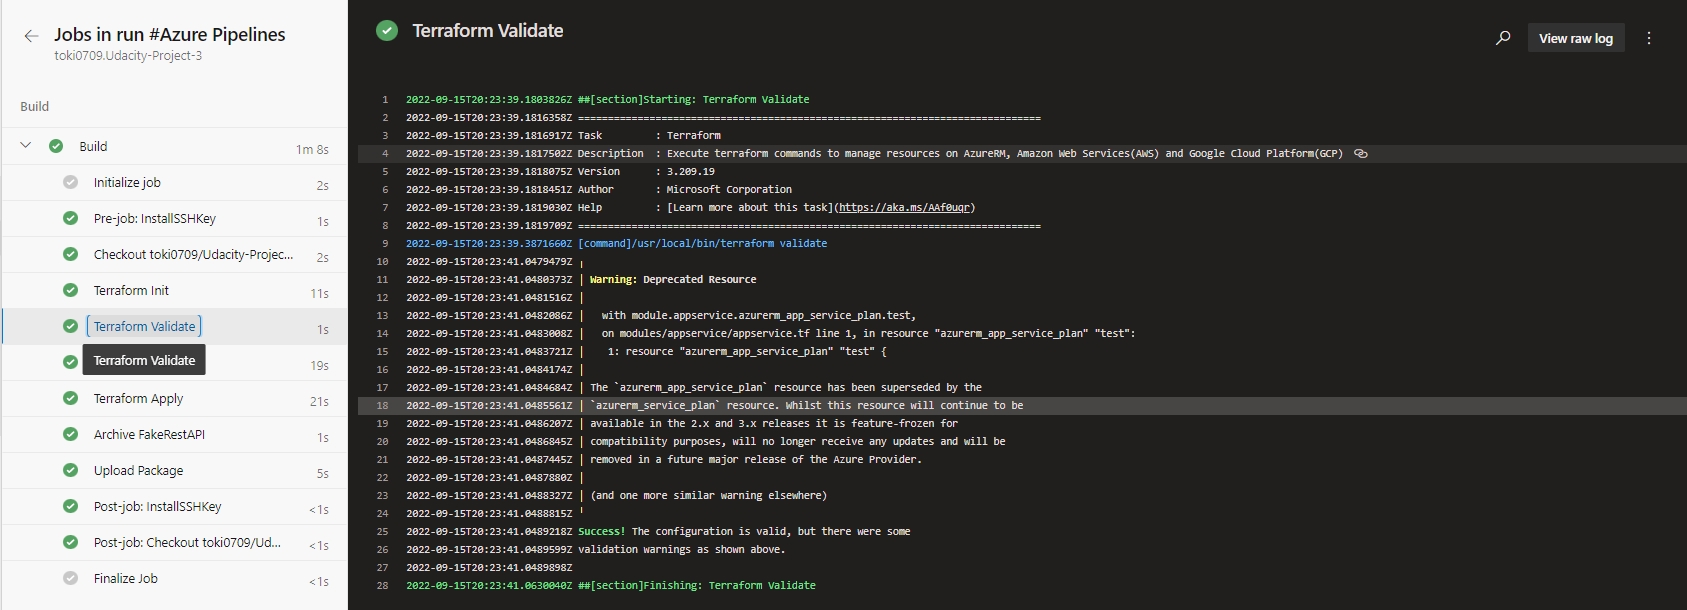 Jobs in run #Azure Pipelines
toki0709.Udacity-Project-3
Build
Build 1m 8s
Initialize job 2s
Pre-job: InstallSSHKey 1s
Checkout toki0709/Udacity-Projec... 2s
Terraform Init 11s
Terraform Validate 1s
Terraform Validate 19s
Terraform Apply 21s
Archive FakeRestAPI 1s
Upload Package 5s
Post-job: InstallSSHKey <1s
Post-job: Checkout toki0709/Ud... <1s
Finalize Job <1s
Terraform Validate
View raw log
1 2022-09-15T20:23:39.1803826Z ##[section]Starting: Terraform Validate
2 2022-09-15T20:23:39.1816358Z ==============================================================================
3 2022-09-15T20:23:39.1816917Z Task : Terraform
4 2022-09-15T20:23:39.1817502Z Description : Execute terraform commands to manage resources on AzureRM, Amazon Web Services(AWS) and Google Cloud Platform(GCP)
5 2022-09-15T20:23:39.1818075Z Version : 3.209.19
6 2022-09-15T20:23:39.1818451Z Author : Microsoft Corporation
7 2022-09-15T20:23:39.1819030Z Help : [Learn more about this task](https://aka.ms/AAf0uqr)
8 2022-09-15T20:23:39.1819709Z ==============================================================================
9 2022-09-15T20:23:39.3871660Z [command]/usr/local/bin/terraform validate
10 2022-09-15T20:23:41.0479479Z ╷
11 2022-09-15T20:23:41.0480373Z │ Warning: Deprecated Resource
12 2022-09-15T20:23:41.0481516Z │
13 2022-09-15T20:23:41.0482086Z │ with module.appservice.azurerm_app_service_plan.test,
14 2022-09-15T20:23:41.0483008Z │ on modules/appservice/appservice.tf line 1, in resource "azurerm_app_service_plan" "test":
15 2022-09-15T20:23:41.0483721Z │ 1: resource "azurerm_app_service_plan" "test" {
16 2022-09-15T20:23:41.0484174Z │
17 2022-09-15T20:23:41.0484684Z │ The `azurerm_app_service_plan` resource has been superseded by the
18 2022-09-15T20:23:41.0485561Z │ `azurerm_service_plan` resource. Whilst this resource will continue to be
19 2022-09-15T20:23:41.0486207Z │ available in the 2.x and 3.x releases it is feature-frozen for
20 2022-09-15T20:23:41.0486845Z │ compatibility purposes, will no longer receive any updates and will be
21 2022-09-15T20:23:41.0487445Z │ removed in a future major release of the Azure Provider.
22 2022-09-15T20:23:41.0487880Z │
23 2022-09-15T20:23:41.0488327Z │ (and one more similar warning elsewhere)
24 2022-09-15T20:23:41.0488815Z ╵
25 2022-09-15T20:23:41.0489218Z Success! The configuration is valid, but there were some
26 2022-09-15T20:23:41.0489599Z validation warnings as shown above.
27 2022-09-15T20:23:41.0489898Z
28 2022-09-15T20:23:41.0630040Z ##[section]Finishing: Terraform Validate